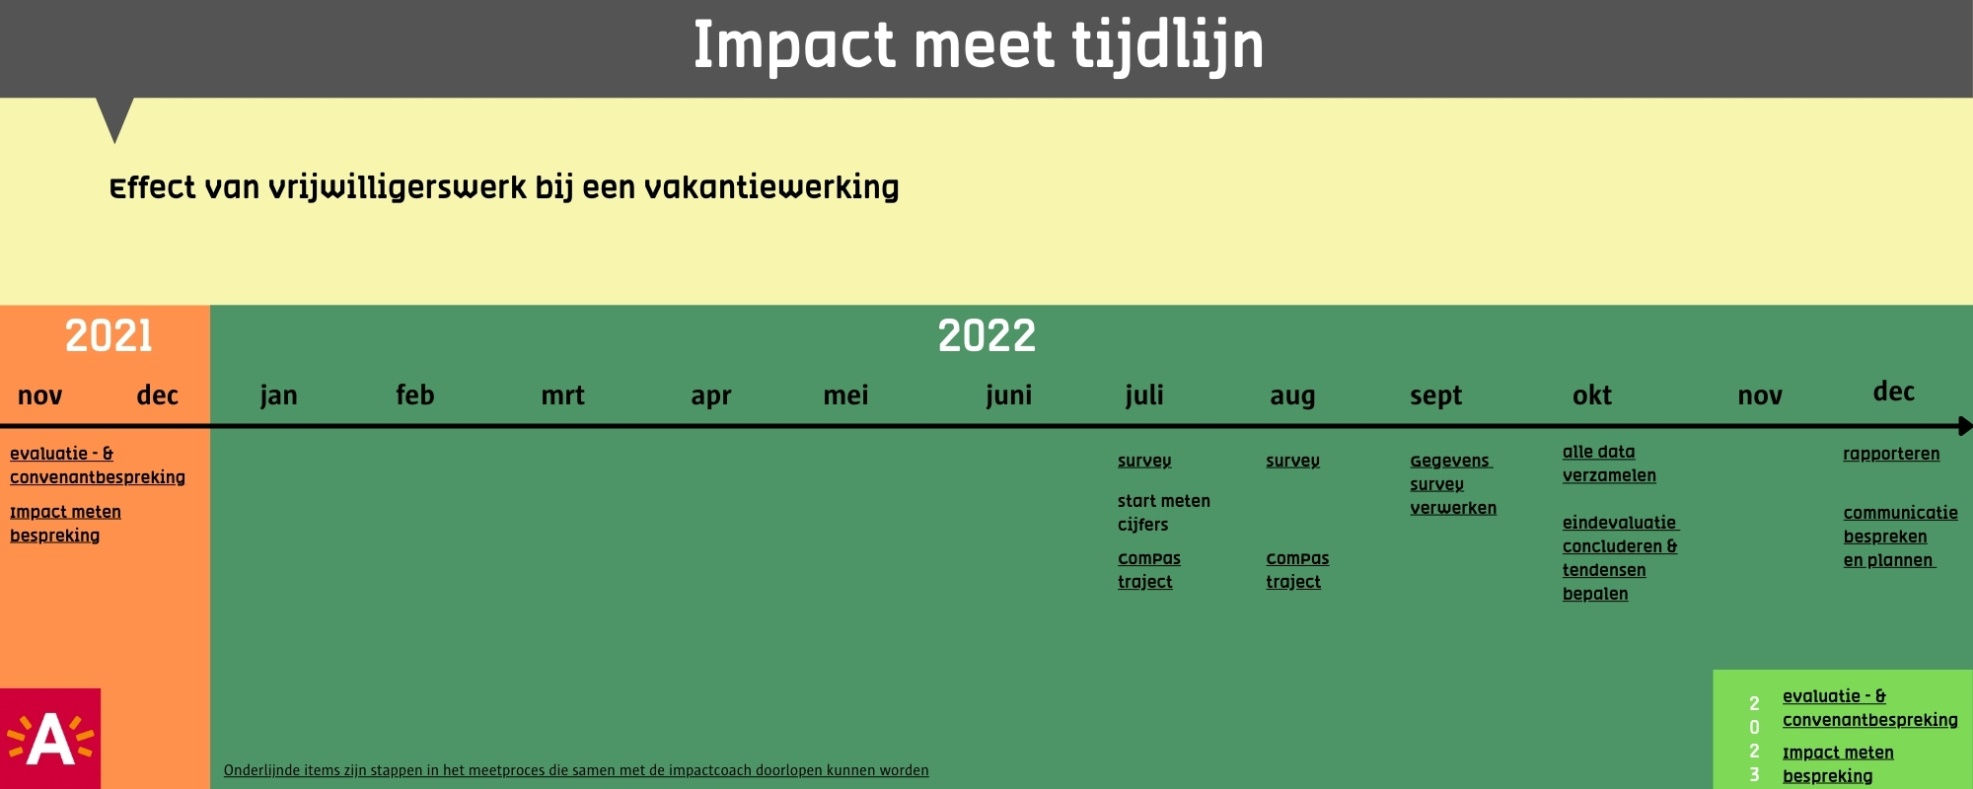 Impact meet tijdlijn
Effect van vrijwilligerswerk bij een vakantiewerking
2021
2022
nov dec jan feb mrt apr mei juni juli aug sept okt nov dec
evaluatie - &
convenantbespreking
Impact meten
bespreking
survey
start meten
cijfers
comPas
traject
survey
comPas
traject
Gegevens
survey
verwerken
alle data
verzamelen
eindevaluatie
concluderen &
tendensen
bepalen
rapporteren
communicatie
bespreken
en plannen
A
Onderlijnde items zijn stappen in het meetproces die samen met de impactcoach doorlopen kunnen worden
2
0
2
3
evaluatie - &
convenantbespreking
Impact meten
bespreking